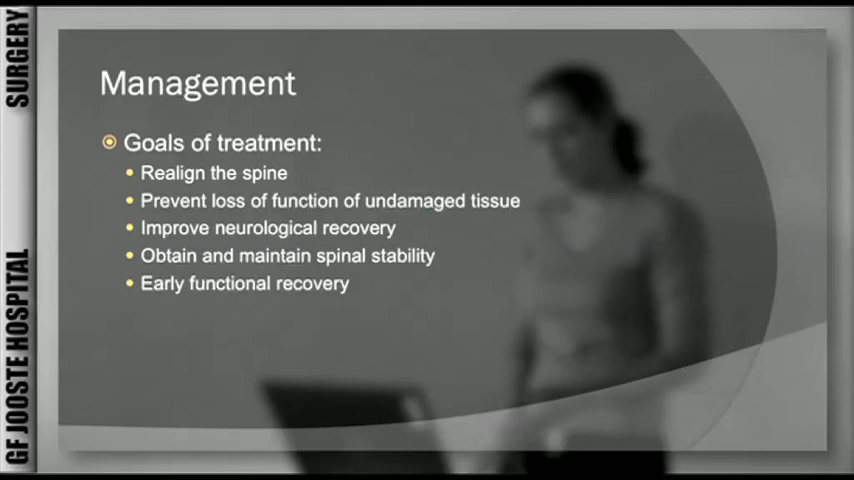 SURGERY
GF JOOSTE HOSPITAL
Management
Goals of treatment:
Realign the spine
Prevent loss of function of undamaged tissue
Improve neurological recovery
Obtain and maintain spinal stability
Early functional recovery